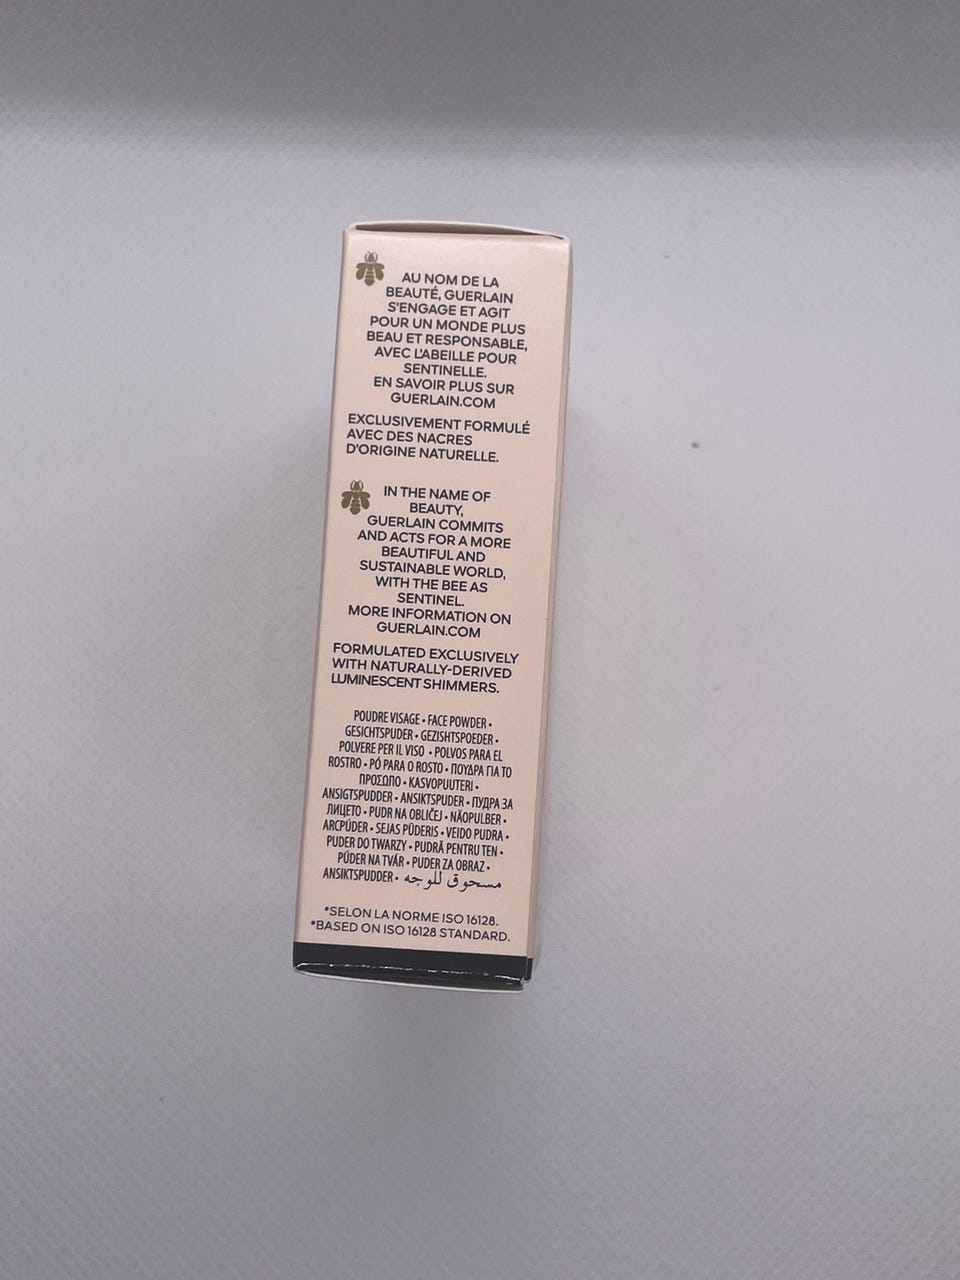 AU NOM DE LA
BEAUTÉ, GUERLAIN
S'ENGAGE ET AGIT
POUR UN MONDE PLUS
BEAU ET RESPONSABLE,
AVEC L'ABEILLE POUR
SENTINELLE.
EN SAVOIR PLUS SUR
GUERLAIN.COM
EXCLUSIVEMENT FORMULÉ
AVEC DES NACRES
D'ORIGINE NATURELLE.
IN THE NAME OF
BEAUTY,
GUERLAIN COMMITS
AND ACTS FOR A MORE
BEAUTIFUL AND
SUSTAINABLE WORLD,
WITH THE BEE AS
SENTINEL.
MORE INFORMATION ON
GUERLAIN.COM
FORMULATED EXCLUSIVELY
WITH NATURALLY-DERIVED
LUMINESCENT SHIMMERS.
POUDRE VISAGE • FACE POWDER •
GESICHTSPUDER • GEZISHTSPOEDER •
POLVERE PER IL VISO • POLVOS PARA EL
ROSTRO • PÓ PARA O ROSTO • ΠΟΥΔΡΑ ΓΙΑ ΤΟ
ΠΡΟΣΩΠΟ • KASVOPUUTERI •
ANSIGTSPUDDER • ANSIKTSPUDER • ПУДРА ЗА
ЛИЦЕТО • PUDR NA OBLIČEJ • NÄOPULBER •
ARCPÚDER • SEJAS PŪDERIS • VEIDO PUDRA •
PUDER DO TWARZY • PUDRĂ PENTRU TEN •
PÚDER NA TVÁR • PUDER ZA OBRAZ •
ANSIKTSPUDDER • مسحوق للوجه
*SELON LA NORME ISO 16128.
*BASED ON ISO 16128 STANDARD.